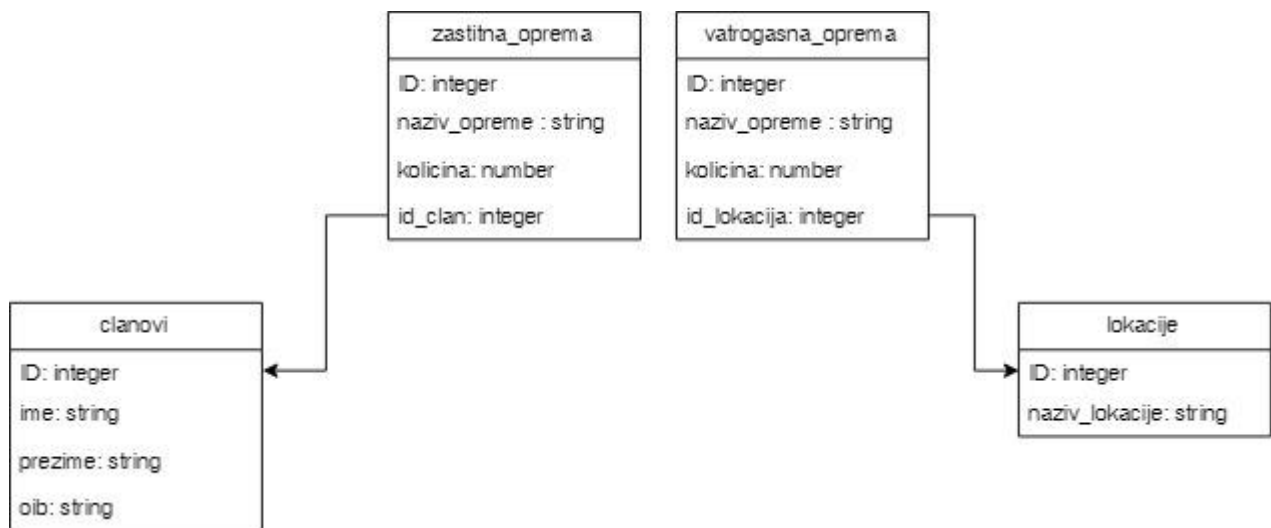 zastitna_oprema
ID: integer
naziv_opreme : string
kolicina: number
id_clan: integer
vatrogasna_oprema
ID: integer
naziv_opreme : string
kolicina: number
id_lokacija: integer
clanovi
ID: integer
ime: string
prezime: string
oib: string
lokacije
ID: integer
naziv_lokacije: string